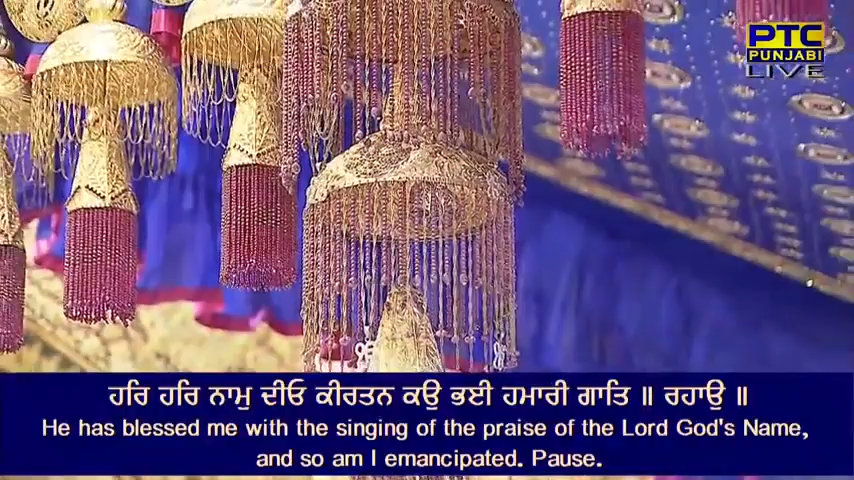 PTC
PUNJABI
LIVE
ਹਰਿ ਹਰਿ ਨਾਮੁ ਦੀਓ ਕੀਰਤਨ ਕਉ ਭਈ ਹਮਾਰੀ ਗਾਤਿ ॥ ਰਹਾਉ ॥
He has blessed me with the singing of the praise of the Lord God's Name,
and so am I emancipated. Pause.